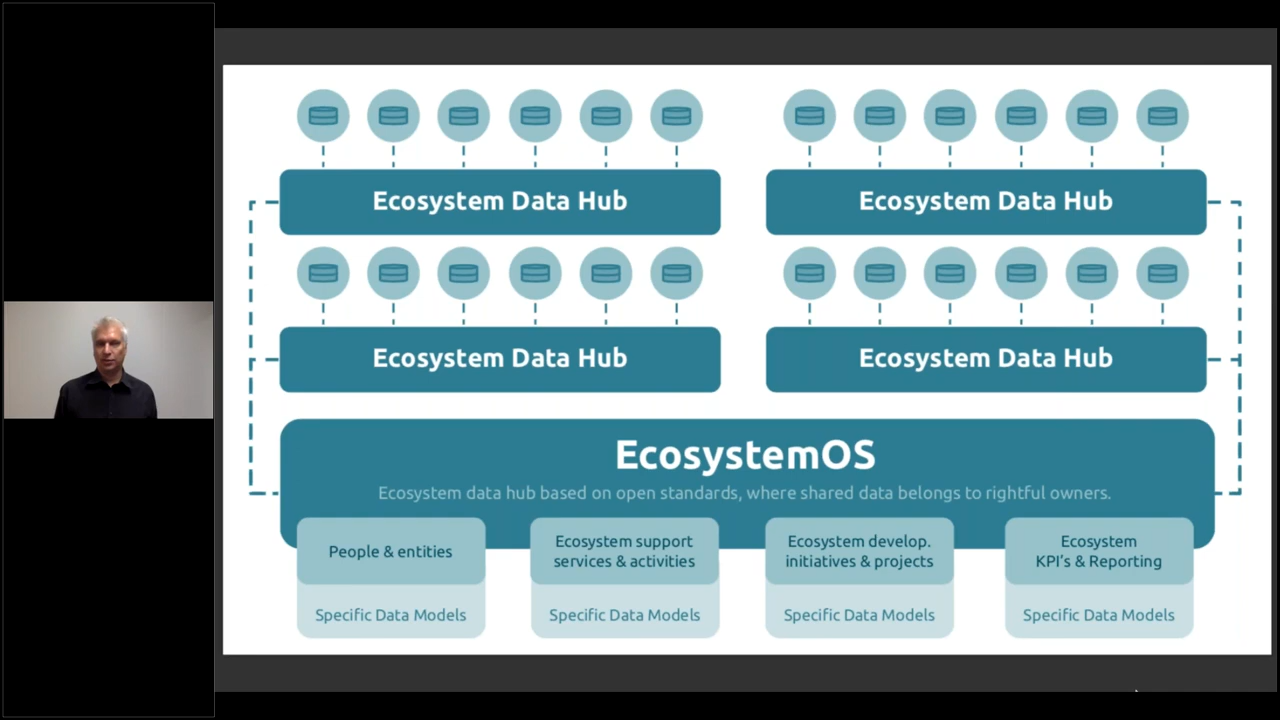 Ecosystem Data Hub
Ecosystem Data Hub
Ecosystem Data Hub
Ecosystem Data Hub
EcosystemOS
Ecosystem data hub based on open standards, where shared data belongs to rightful owners.
People & entities
Specific Data Models
Ecosystem support
services & activities
Specific Data Models
Ecosystem develop.
initiatives & projects
Specific Data Models
Ecosystem
KPI's & Reporting
Specific Data Models